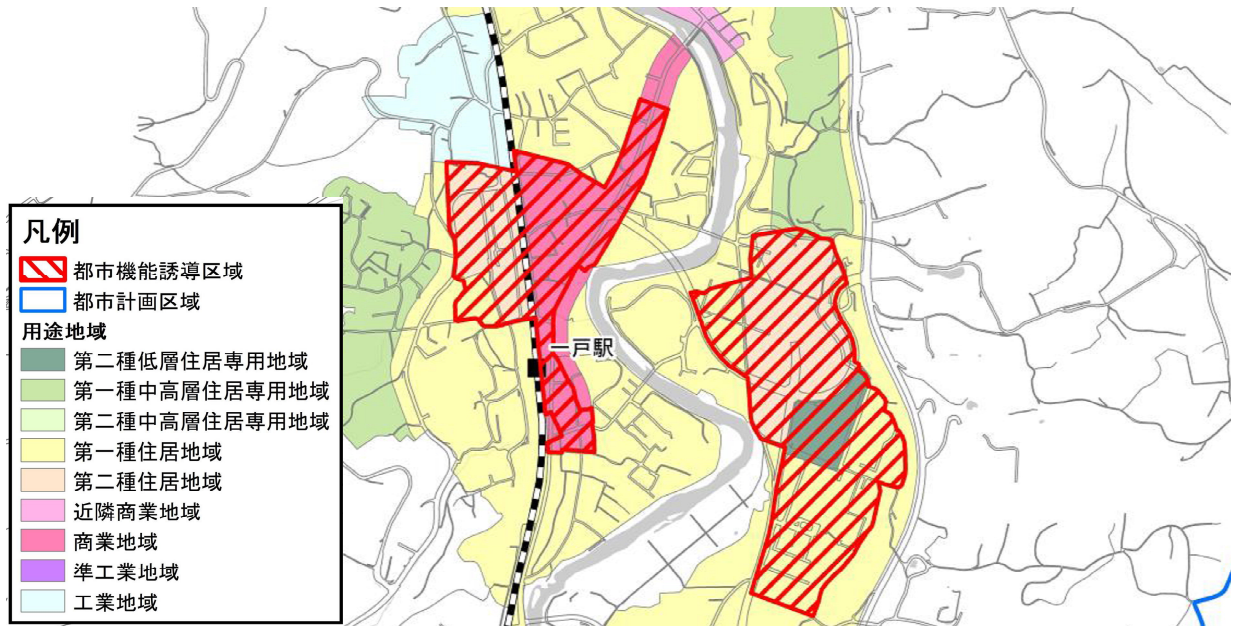 一戸駅
凡例
都市機能誘導区域
都市計画区域
用途地域
第二種低層住居専用地域
第一種中高層住居専用地域
第二種中高層住居専用地域
第一種住居地域
第二種住居地域
近隣商業地域
商業地域
準工業地域
工業地域